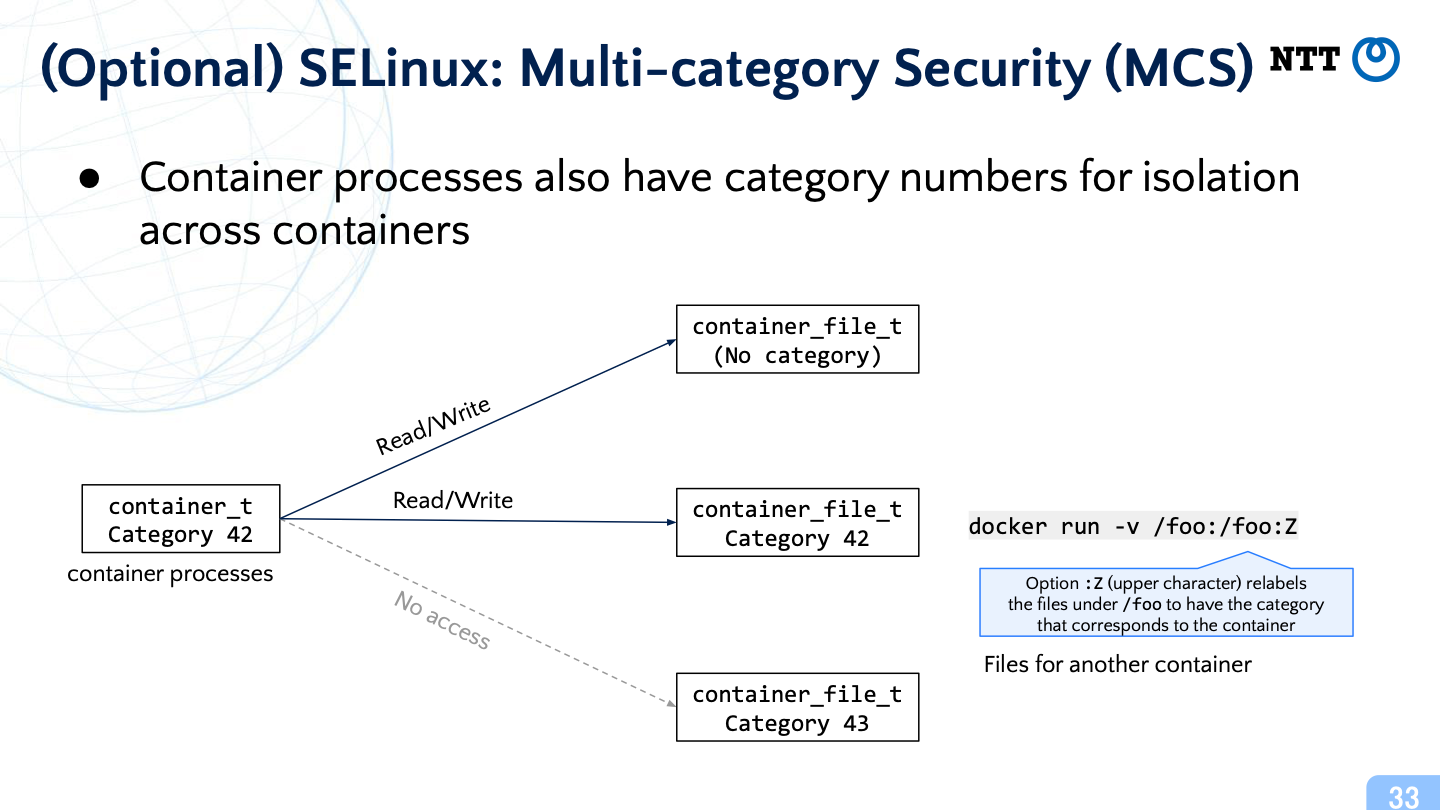 (Optional) SELinux: Multi-category Security (MCS)
NTT
● Container processes also have category numbers for isolation
across containers
container_file_t
(No category)
Read/Write
container_t
Category 42
container processes
Read/Write
container_file_t
Category 42
docker run -v /foo:/foo:Z
Option :Z (upper character) relabels
the files under /foo to have the category
that corresponds to the container
No access
Files for another container
container_file_t
Category 43
33